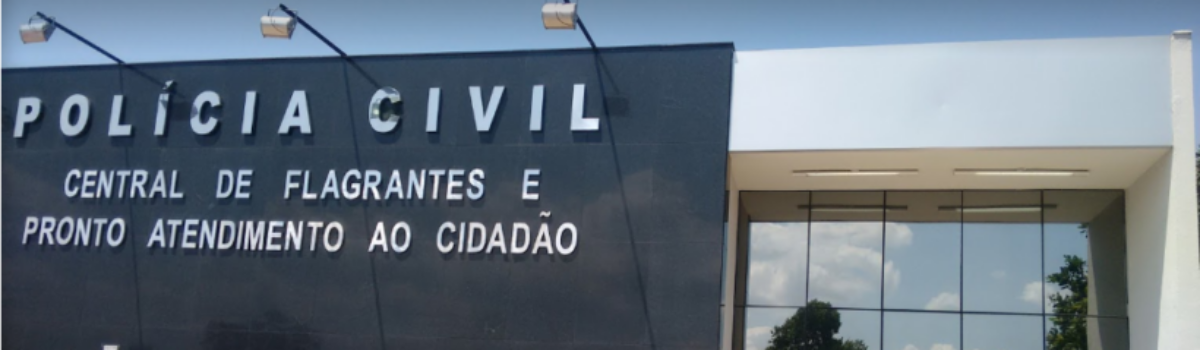 POLÍCIA CIVIL
CENTRAL DE FLAGRANTES E
PRONTO ATENDIMENTO AO CIDADÃO